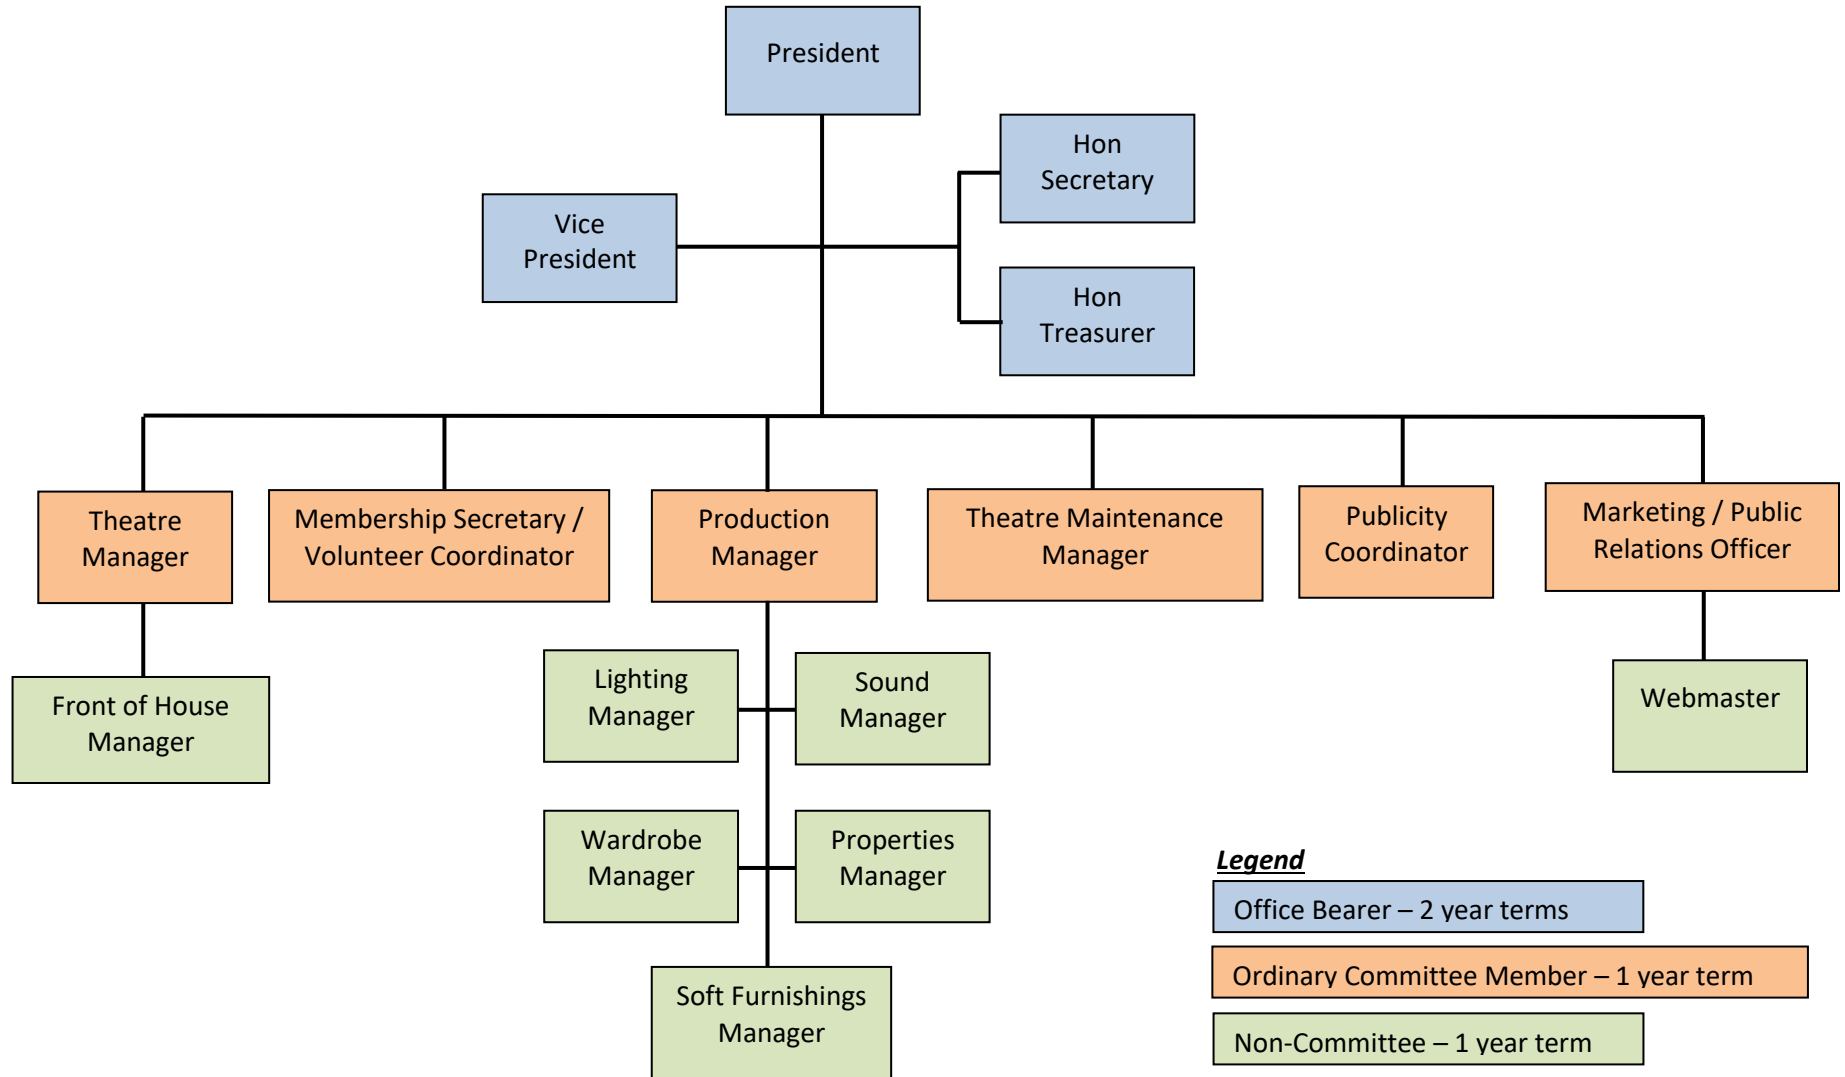 President
Hon
Secretary
Vice
President
Hon
Treasurer
Theatre
Manager
Membership Secretary /
Volunteer Coordinator
Production
Manager
Theatre Maintenance
Manager
Publicity
Coordinator
Marketing / Public
Relations Officer
Front of House
Manager
Lighting
Manager
Sound
Manager
Webmaster
Wardrobe
Manager
Properties
Manager
Soft Furnishings
Manager
Legend
Office Bearer – 2 year terms
Ordinary Committee Member – 1 year term
Non-Committee – 1 year term